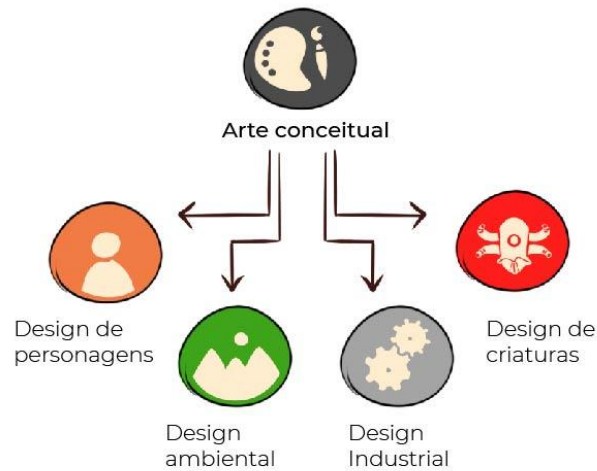 Arte conceitual
Design de
personagens
Design de
criaturas
Design
ambiental
Design
Industrial